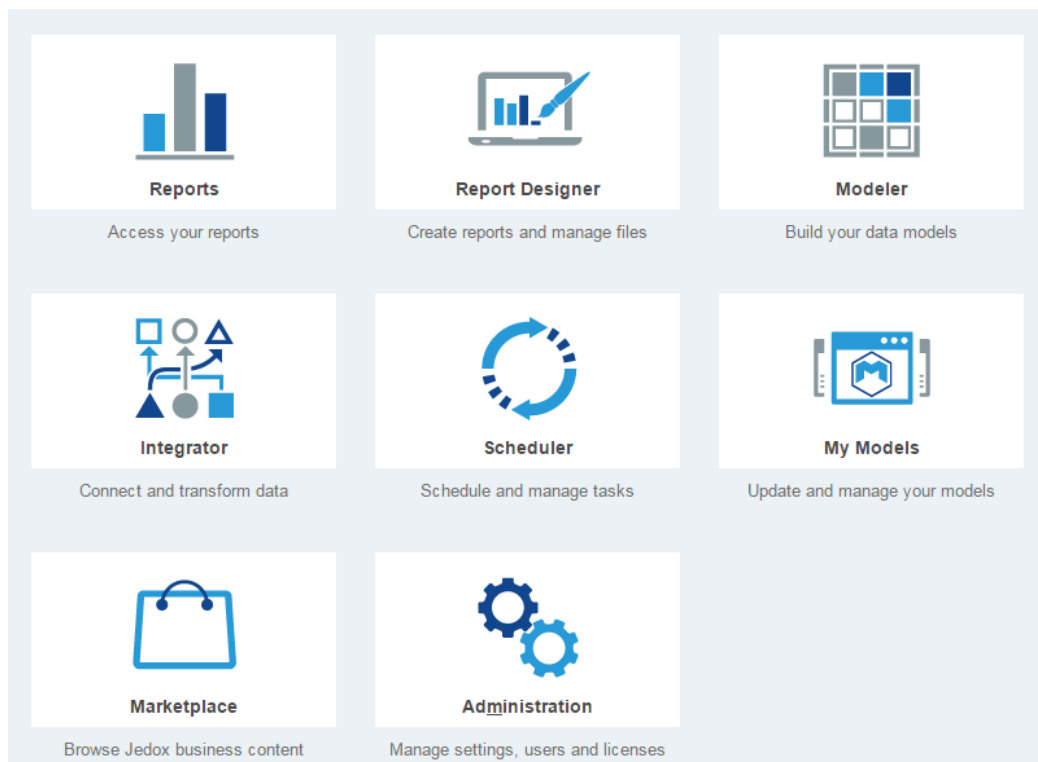 Reports
Report Designer
Modeler
Access your reports
Create reports and manage files
Build your data models
Integrator
Scheduler
M
My Models
Connect and transform data
Schedule and manage tasks
Update and manage your models
Marketplace
Administration
Browse Jedox business content
Manage settings, users and licenses